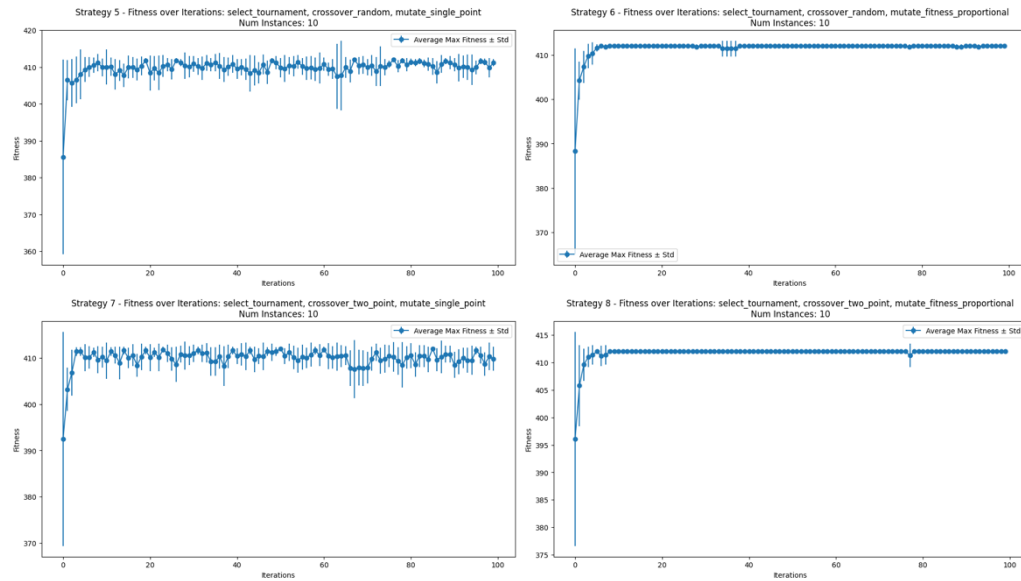 Strategy 5 - Fitness over Iterations: select_tournament, crossover_random, mutate_single_point
Num Instances: 10
420
410
400
390
380
370
360
Fitness
Average Max Fitness ± Std
0
20
40
60
80
100
Iterations
Strategy 6 - Fitness over Iterations: select_tournament, crossover_random, mutate_fitness_proportional
Num Instances: 10
410
400
390
380
370
Fitness
Average Max Fitness ± Std
0
20
40
60
80
100
Iterations
Strategy 7 - Fitness over Iterations: select_tournament, crossover_two_point, mutate_single_point
Num Instances: 10
410
400
390
380
370
Fitness
Average Max Fitness ± Std
0
20
40
60
80
100
Iterations
Strategy 8 - Fitness over Iterations: select_tournament, crossover_two_point, mutate_fitness_proportional
Num Instances: 10
415
410
405
400
395
390
385
380
375
Fitness
Average Max Fitness ± Std
0
20
40
60
80
100
Iterations